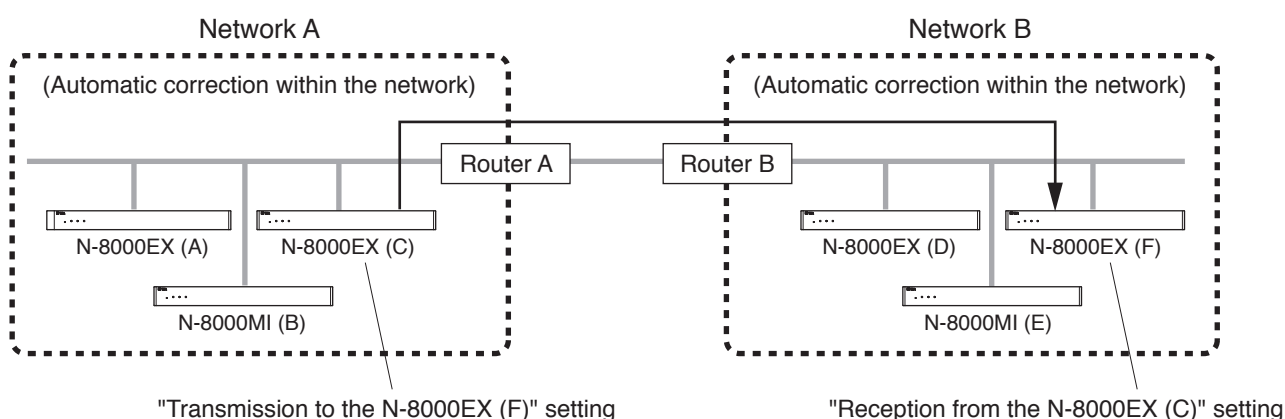 Network A
Network B
(Automatic correction within the network)
(Automatic correction within the network)
Router A
Router B
N-8000EX (A)
N-8000EX (C)
N-8000EX (D)
N-8000EX (F)
N-8000MI (B)
N-8000MI (E)
"Transmission to the N-8000EX (F)" setting
"Reception from the N-8000EX (C)" setting